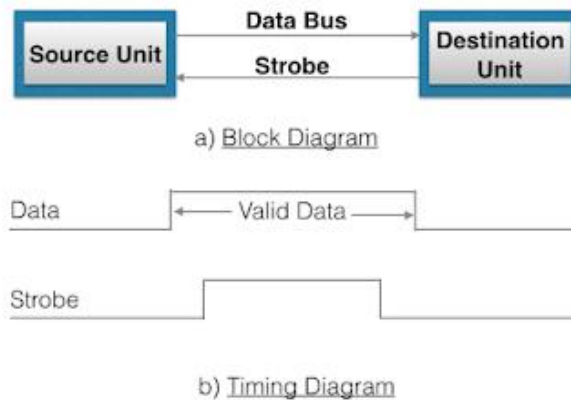 Data Bus
Source Unit
Strobe
Destination
Unit
a) Block Diagram
Data
Valid Data
Strobe
b) Timing Diagram